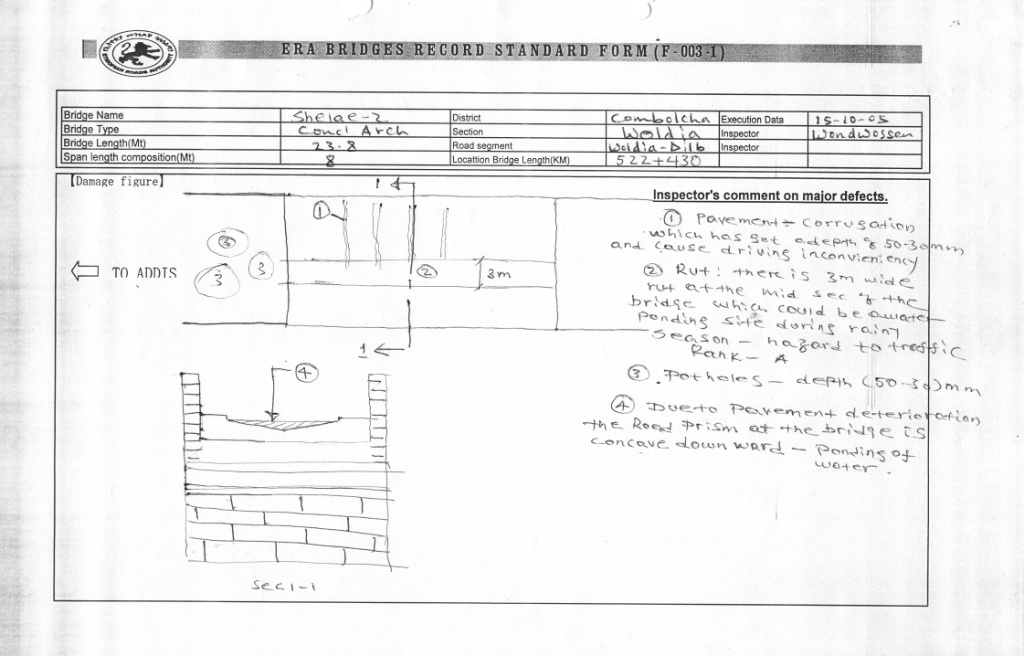 ERA BRIDGES RECORD STANDARD FORM (F-003-1)
Bridge Name Shelae-2 District Combolcha Execution Data 15-10-05
Bridge Type Concl Arch Section Woldia Inspector Wondwossen
Bridge Length(Mt) 23.8 Road segment Woldia-Dilb Inspector
Span length composition(Mt) 8 Locattion Bridge Length(KM) 522+430
[Damage figure]
Inspector's comment on major defects.
1
1
3
3
3
2
3m
TO ADDIS
1
4
Sec 1-1
1 Pavement = Corrugation
which has got a depth of 50-30mm
and cause driving inconvieniency
2 Rut: there is 3m wide
rut at the mid sec of the
bridge which could be a water
ponding site during rainy
Season - hazard to traffic
Rank - A
3 . Potholes - depth (50-30)mm
4 Due to Pavement deterioration
the Road Prism at the bridge is
concave down ward - ponding of
water.